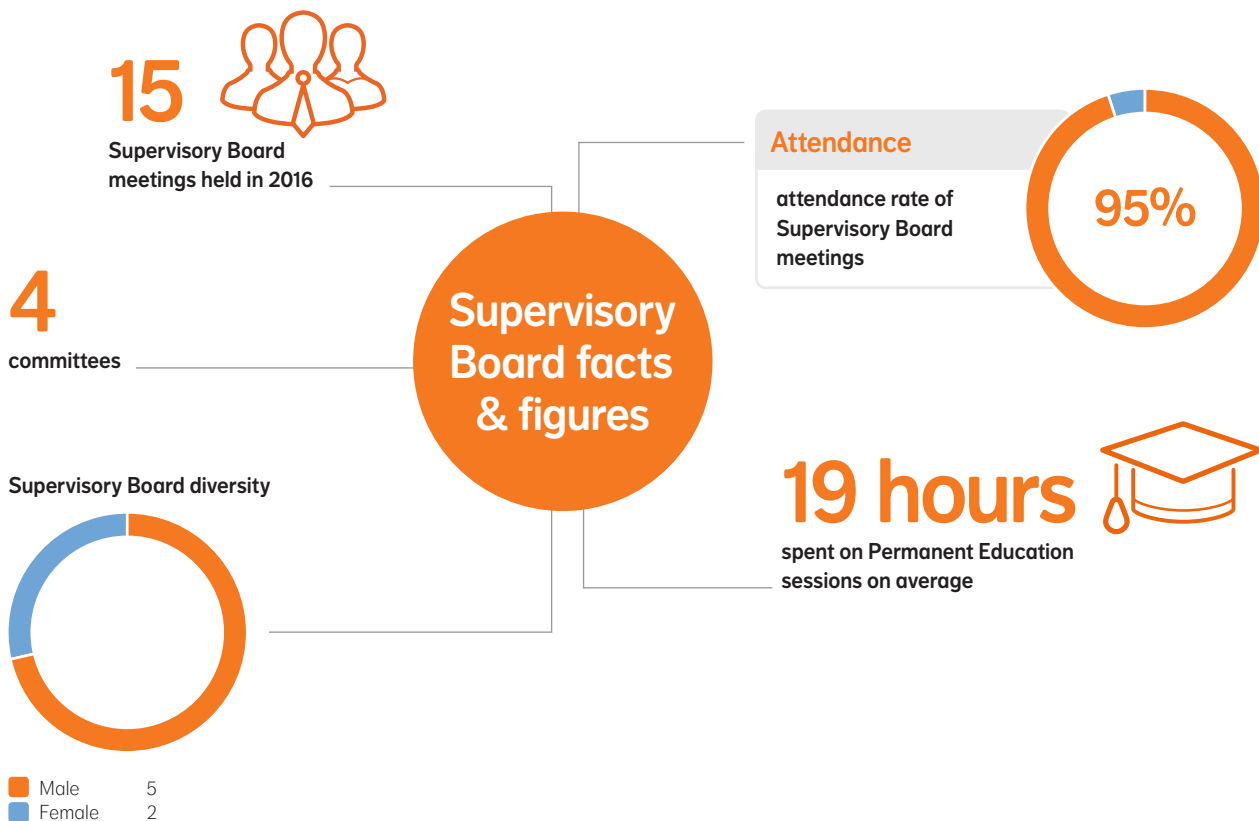 15
Supervisory Board
meetings held in 2016
Attendance
attendance rate of
Supervisory Board
meetings
95%
4
committees
Supervisory
Board facts
& figures
Supervisory Board diversity
19 hours
spent on Permanent Education
sessions on average
Male 5
Female 2